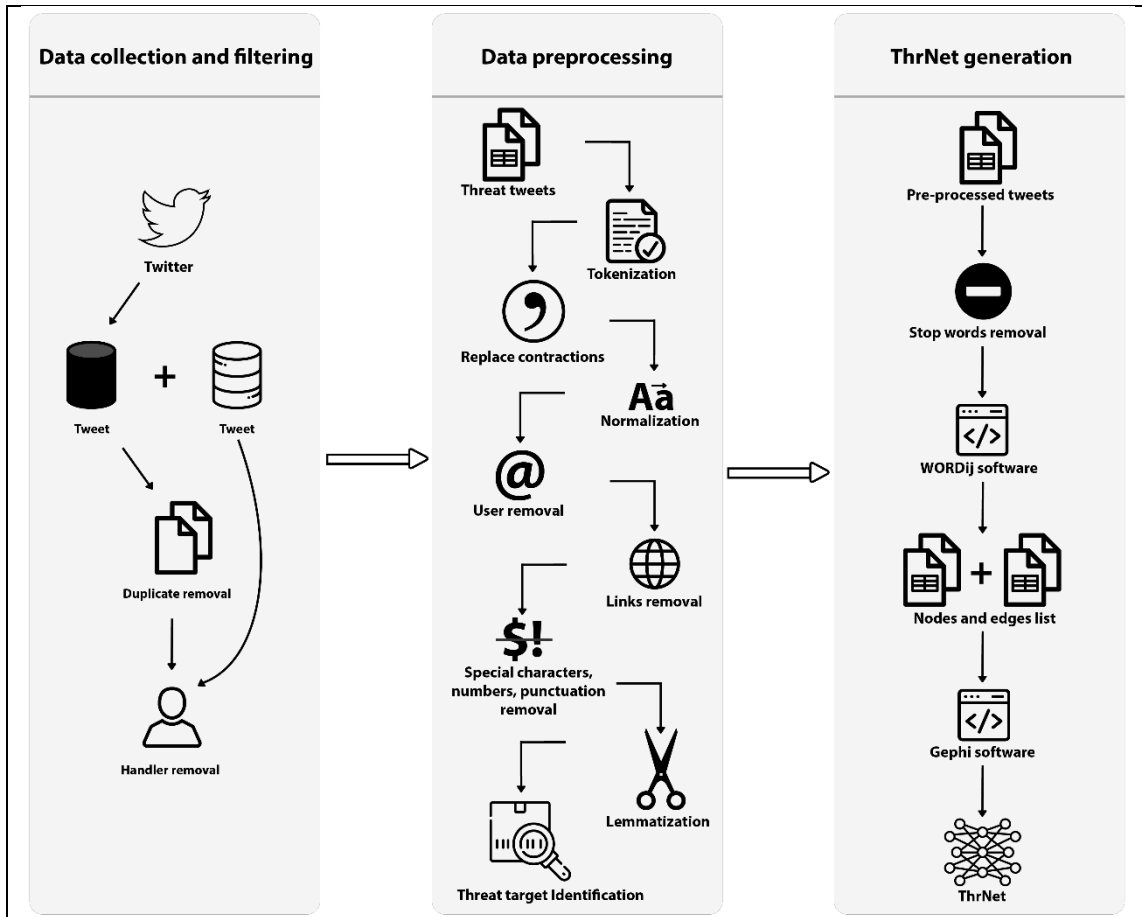 Data collection and filtering
Twitter
+
Tweet
Tweet
Duplicate removal
Handler removal
Data preprocessing
Threat tweets
Tokenization
,
Replace contractions
Aa
Normalization
@
User removal
Links removal
$!
Special characters,
numbers, punctuation
removal
Lemmatization
Threat target Identification
ThrNet generation
Pre-processed tweets
Stop words removal
</>
WORDij software
+
Nodes and edges list
</>
Gephi software
ThrNet